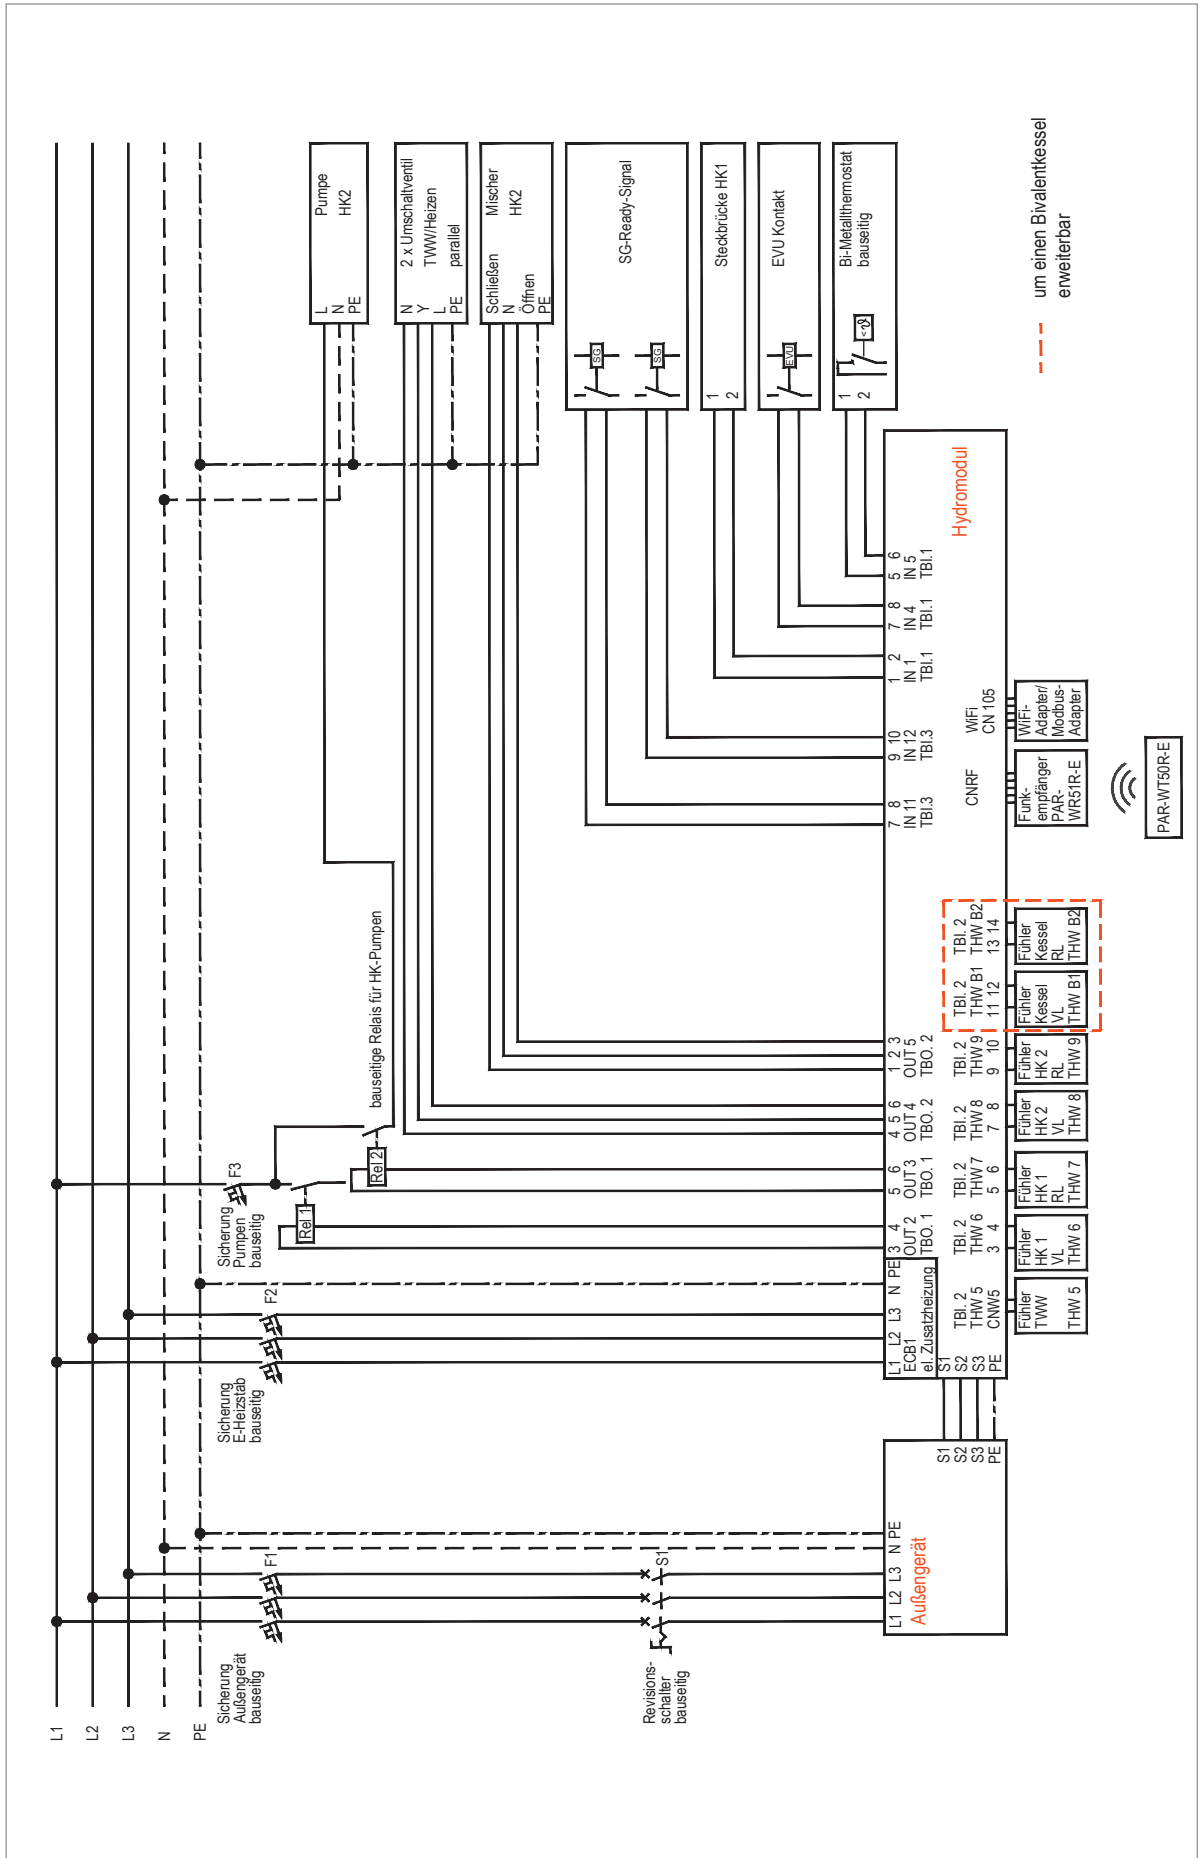 L1
L2
L3
N
PE
Sicherung
Außengerät
bauseitig
F1
Sicherung
E-Heizstab
bauseitig
F2
Sicherung
Pumpen
bauseitig
F3
Rel 1
Rel 2
bauseitige Relais für HK-Pumpen
Revisions-
schalter
bauseitig
S1
Pumpe
HK2
L
N
PE
2 x Umschaltventil
TWW/Heizen
parallel
N
Y
L
PE
Mischer
HK2
Schließen
N
Öffnen
PE
SG-Ready-Signal
SG
SG
Steckbrücke HK1
1
2
EVU Kontakt
EVU
Bi-Metallthermostat
bauseitig
1
2
<ϑ
um einen Bivalentkessel
erweiterbar
Außengerät
L1 L2 L3 N PE
S1
S2
S3
PE
Hydromodul
L1 L2 L3 N PE
ECB1
el. Zusatzheizung
S1
S2
S3
PE
3 4
OUT 2
TBO. 1
5 6
OUT 3
TBO. 1
4 5 6
OUT 4
TBO. 2
1 2 3
OUT 5
TBO. 2
7 8
IN 11
TBI.3
9 10
IN 12
TBI.3
1 2
IN 1
TBI.1
7 8
IN 4
TBI.1
5 6
IN 5
TBI.1
TBI. 2
THW 5
CNW5
TBI. 2
THW 6
3 4
TBI. 2
THW 7
5 6
TBI. 2
THW 8
7 8
TBI. 2
THW 9
9 10
TBI. 2
THW B1
11 12
TBI. 2
THW B2
13 14
CNRF
WiFi
CN 105
Fühler
TWW
THW 5
Fühler
HK 1
VL
THW 6
Fühler
HK 1
RL
THW 7
Fühler
HK 2
VL
THW 8
Fühler
HK 2
RL
THW 9
Fühler
Kessel
VL
THW B1
Fühler
Kessel
RL
THW B2
Funk-
empfänger
PAR-
WR51R-E
WiFi-
Adapter/
Modbus-
Adapter
PAR-WT50R-E